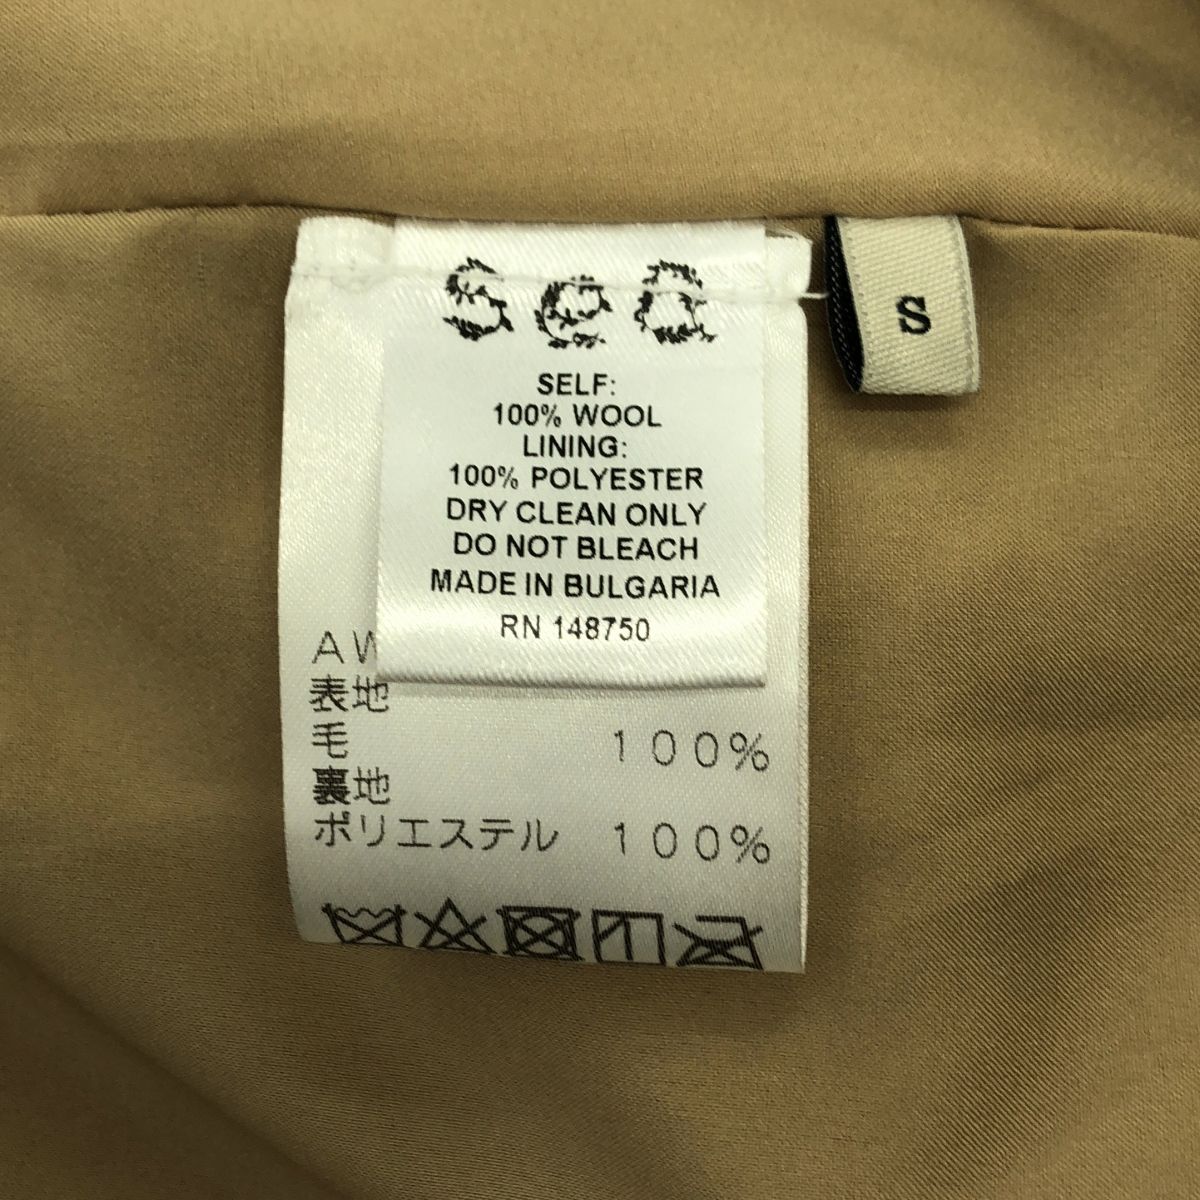 sea
SELF:
100% WOOL
LINING:
100% POLYESTER
DRY CLEAN ONLY
DO NOT BLEACH
MADE IN BULGARIA
RN 148750
S
表地
毛 100%
裏地
ポリエステル 100%